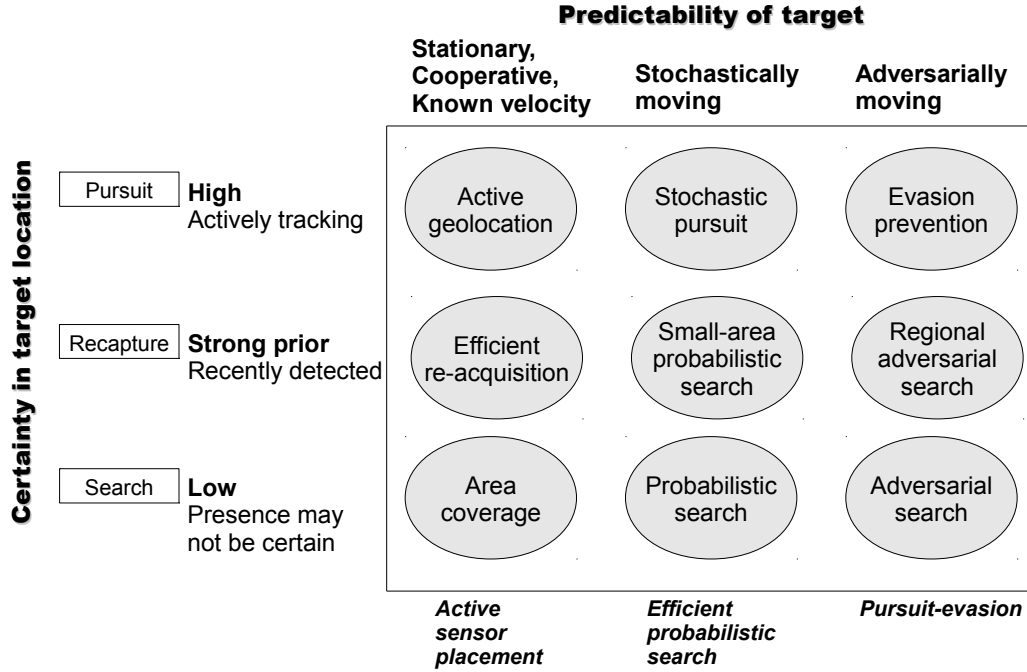 Predictability of target
Stationary,
Cooperative,
Known velocity
Stochastically
moving
Adversarially
moving
Certainty in target location
Pursuit
High
Actively tracking
Active
geolocation
Stochastic
pursuit
Evasion
prevention
Recapture
Strong prior
Recently detected
Efficient
re-acquisition
Small-area
probabilistic
search
Regional
adversarial
search
Search
Low
Presence may
not be certain
Area
coverage
Probabilistic
search
Adversarial
search
Active
sensor
placement
Efficient
probabilistic
search
Pursuit-evasion